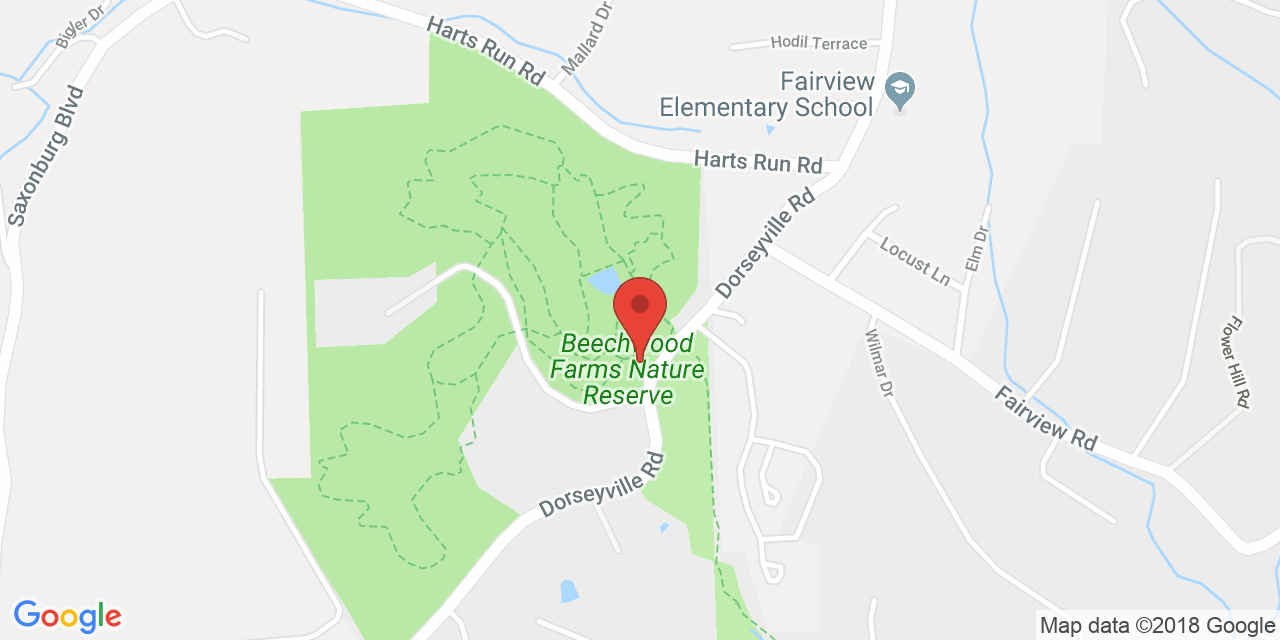 Bigler Dr
Harts Run Rd
Mallard Dr
Hodil Terrace
Fairview
Elementary School
Saxonburg Blvd
Harts Run Rd
Dorseyville Rd
Locust Ln
Elm Dr
Beechwood
Farms Nature
Reserve
Wilmar Dr
Flower Hill Rd
Fairview Rd
Dorseyville Rd
Google
Map data ©2018 Google